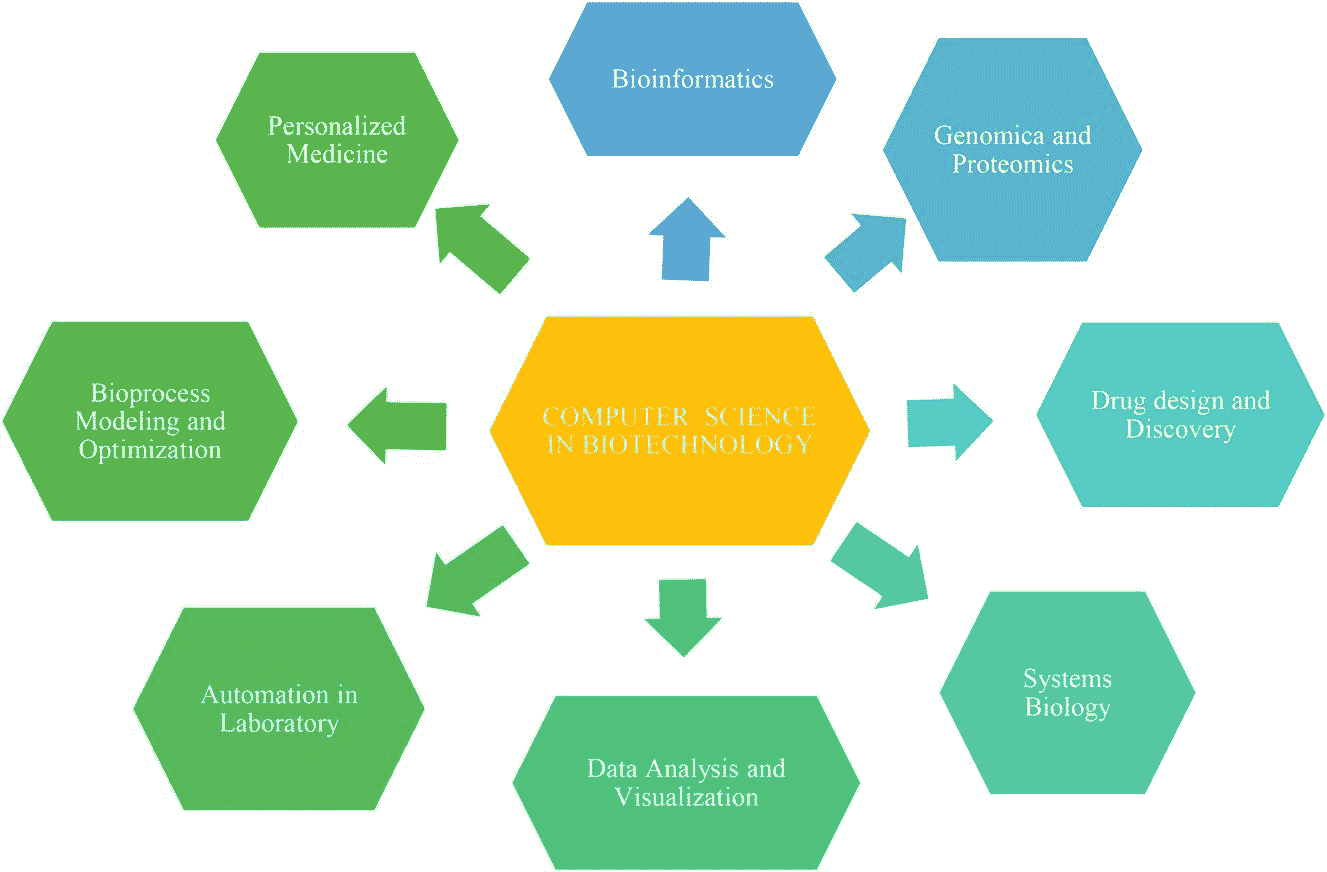 Bioinformatics
Genomica and
Proteomics
Drug design and
Discovery
Systems
Biology
Data Analysis and
Visualization
Automation in
Laboratory
Bioprocess
Modeling and
Optimization
Personalized
Medicine
COMPUTER SCIENCE
IN BIOTECHNOLOGY